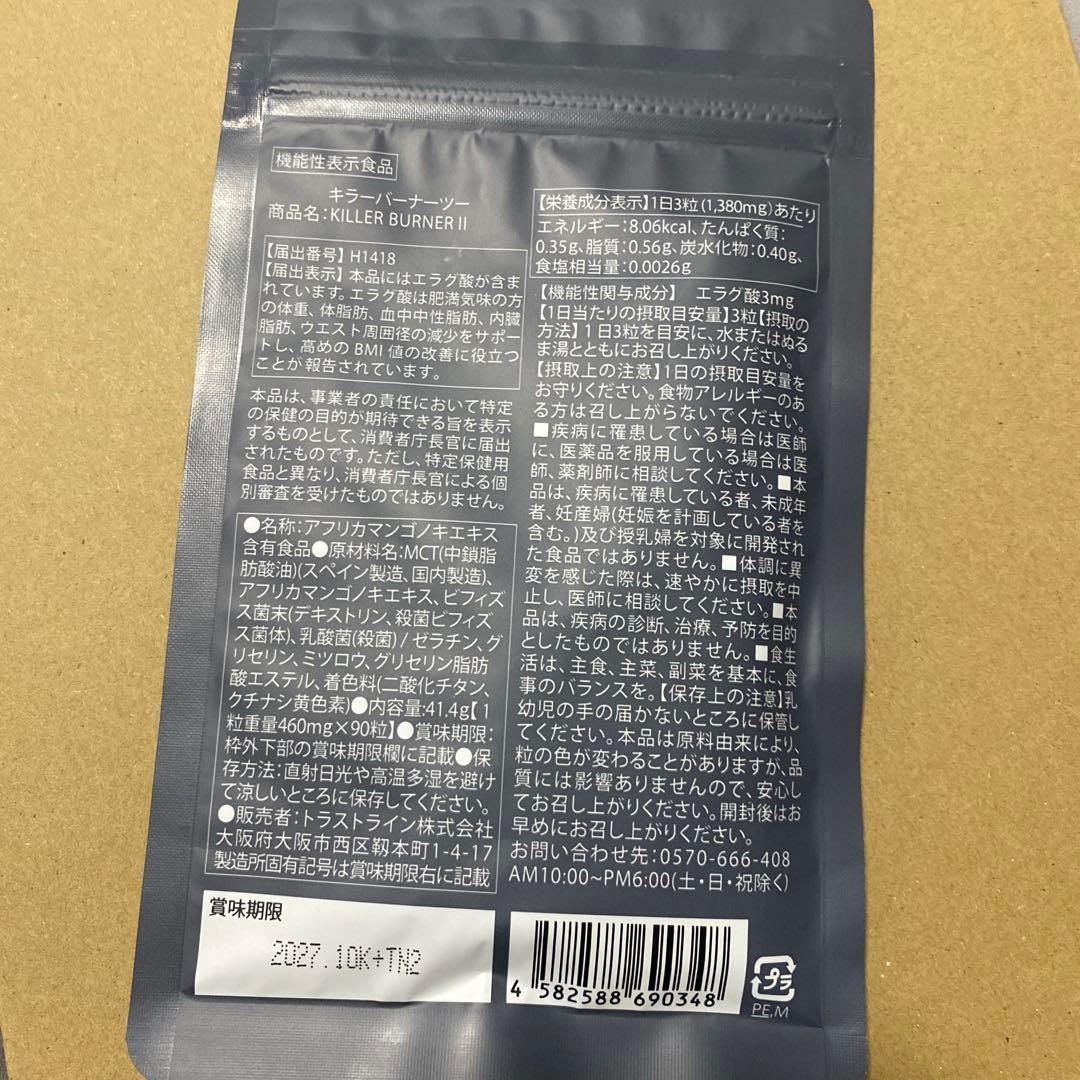 機能性表示食品
キラーバーナーツー
商品名：KILLER BURNER II
【届出番号】H1418
【届出表示】本品にはエラグ酸が含ま
れています。エラグ酸は肥満気味の方
の体重、体脂肪、血中中性脂肪、内臓
脂肪、ウエスト周囲径の減少をサポー
トし、高めの BMI 値の改善に役立つ
ことが報告されています。
本品は、事業者の責任において特定
の保健の目的が期待できる旨を表示
するものとして、消費者庁長官に届出
されたものです。ただし、特定保健用
食品と異なり、消費者庁長官による個
別審査を受けたものではありません。
●名称：アフリカマンゴノキエキス
含有食品●原材料名：MCT(中鎖脂
肪酸油)(スペイン製造、国内製造)、
アフリカマンゴノキエキス、ビフィズ
ス菌末(デキストリン、殺菌ビフィズ
ス菌体)、乳酸菌(殺菌) / ゼラチン、グ
リセリン、ミツロウ、グリセリン脂肪
酸エステル、着色料(二酸化チタン、
クチナシ黄色素)●内容量:41.4g【1
粒重量460mg×90粒】●賞味期限：
枠外下部の賞味期限欄に記載●保
存方法：直射日光や高温多湿を避け
て涼しいところに保存してください。
●販売者：トラストライン株式会社
大阪府大阪市西区靱本町1-4-17
製造所固有記号は賞味期限右に記載
【栄養成分表示】1日3粒(1,380mg)あたり
エネルギー：8.06kcal、たんぱく質：
0.35g、脂質：0.56g、炭水化物：0.40g、
食塩相当量：0.0026g
【機能性関与成分】 エラグ酸3mg
【1日当たりの摂取目安量】3粒【摂取の
方法】1日3粒を目安に、水またはぬる
ま湯とともにお召し上がりください。
【摂取上の注意】1日の摂取目安量を
お守りください。食物アレルギーのあ
る方は召し上がらないでください。
■疾病に罹患している場合は医師
に、医薬品を服用している場合は医
師、薬剤師に相談してください。■本
品は、疾病に罹患している者、未成年
者、妊産婦(妊娠を計画している者を
含む。)及び授乳婦を対象に開発され
た食品ではありません。■体調に異
変を感じた際は、速やかに摂取を中
止し、医師に相談してください。■本
品は、疾病の診断、治療、予防を目的
としたものではありません。■食生
活は、主食、主菜、副菜を基本に、食
事のバランスを。【保存上の注意】乳
幼児の手の届かないところに保管し
てください。本品は原料由来により、
粒の色が変わることがありますが、品
質には影響ありませんので、安心し
てお召し上がりください。開封後はお
早めにお召し上がりください。
お問い合わせ先：0570-666-408
AM10:00~PM6:00(土・日・祝除く)
賞味期限
2027.10K+TN2
4 582588 690348
プラ
PE,M